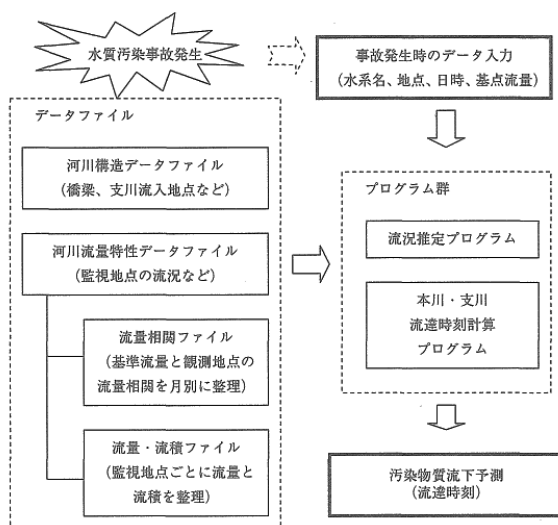 水質汚染事故発生
事故発生時のデータ入力
(水系名、地点、日時、基点流量)
データファイル
河川構造データファイル
(橋梁、支川流入地点など)
河川流量特性データファイル
(監視地点の流況など)
流量相関ファイル
(基準流量と観測地点の
流量相関を月別に整理)
流量・流積ファイル
(監視地点ごとに流量と
流積を整理)
プログラム群
流況推定プログラム
本川・支川
流達時刻計算
プログラム
汚染物質流下予測
(流達時刻)